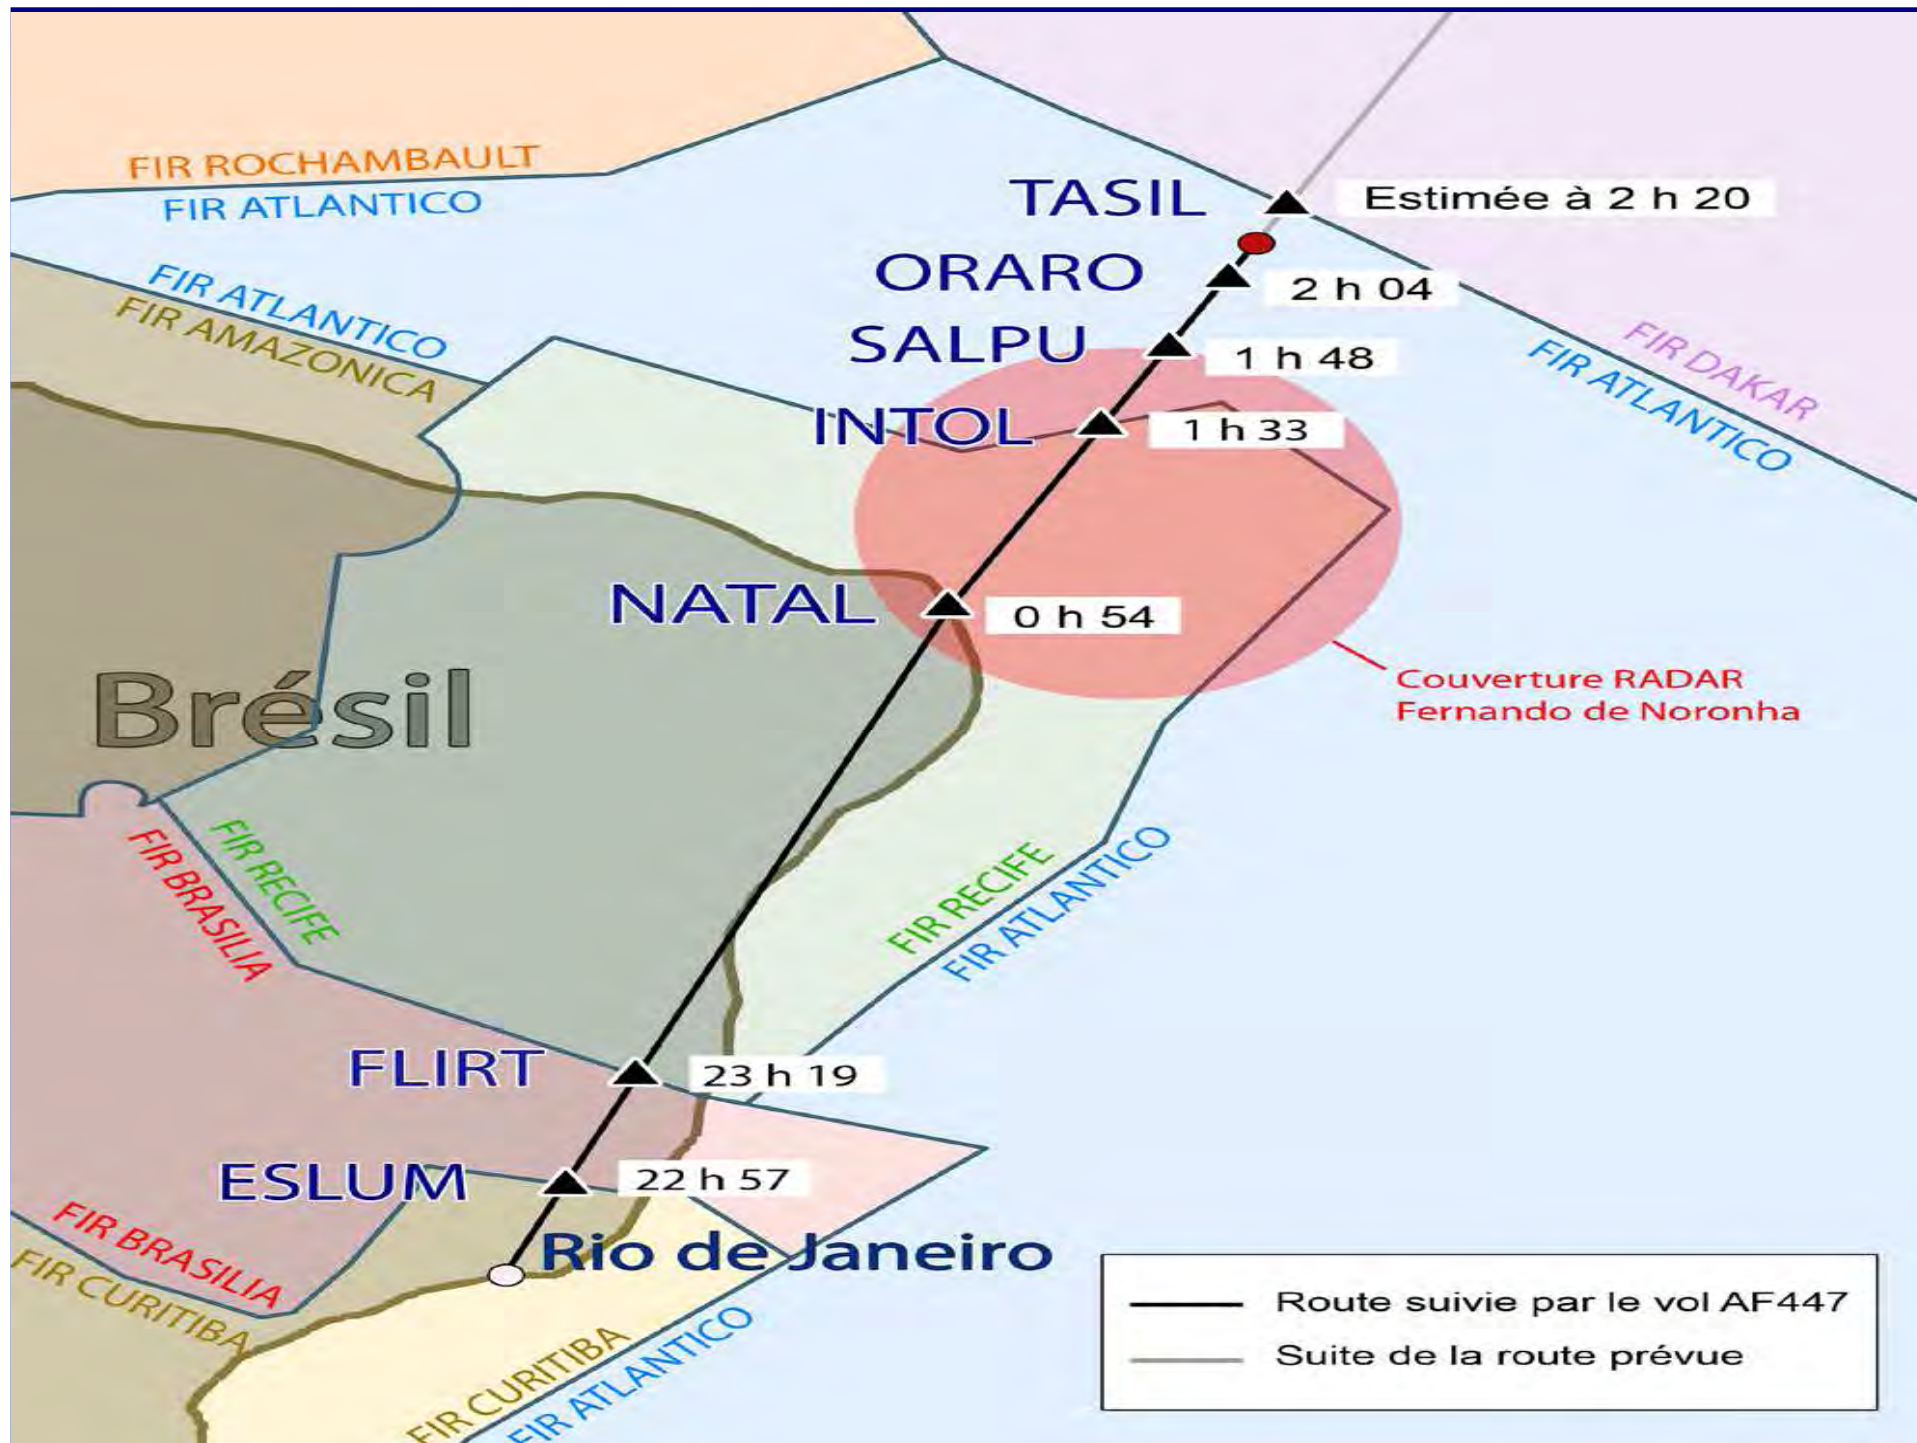 FIR ROCHAMBAULT
FIR ATLANTICO
TASIL
Estimée à 2 h 20
ORARO
2 h 04
FIR ATLANTICO
FIR AMAZONICA
SALPU
1 h 48
FIR DAKAR
FIR ATLANTICO
INTOL
1 h 33
NATAL
0 h 54
Brésil
Couverture RADAR
Fernando de Noronha
FIR RECIFE
FIR BRASILIA
FIR RECIFE
FIR ATLANTICO
FLIRT
23 h 19
ESLUM
22 h 57
Rio de Janeiro
FIR BRASILIA
FIR CURITIBA
FIR CURITIBA
FIR ATLANTICO
Route suivie par le vol AF447
Suite de la route prévue